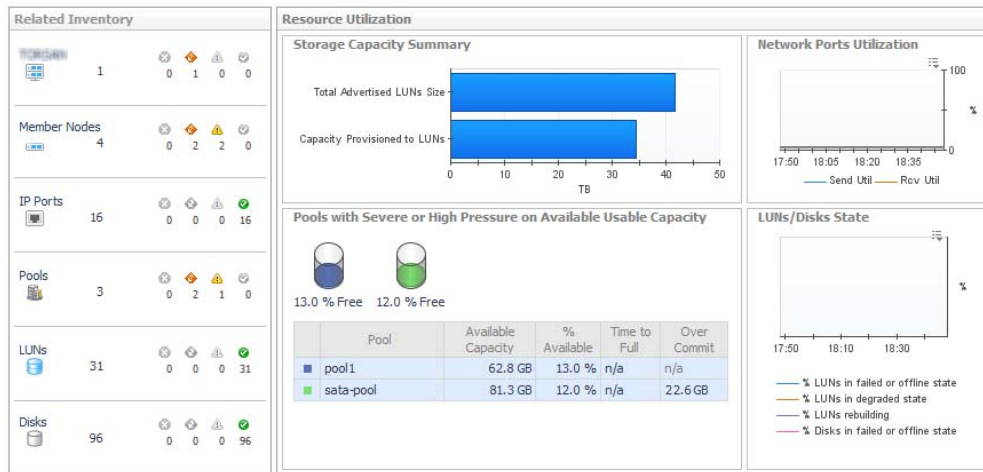 Related Inventory
1
0 1 0 0
Member Nodes
4
0 2 2 0
IP Ports
16
0 0 0 16
Pools
3
0 2 1 0
LUNs
31
0 0 0 31
Disks
96
0 0 0 96
Resource Utilization
Storage Capacity Summary
Total Advertised LUNs Size
Capacity Provisioned to LUNs
0 10 20 30 40 50
TB
Network Ports Utilization
100
%
0
17:50 18:05 18:20 18:35
Send Util Rcv Util
Pools with Severe or High Pressure on Available Usable Capacity
13.0 % Free 12.0 % Free
Pool Available Capacity % Available Time to Full Over Commit
pool1 62.8 GB 13.0 % n/a n/a
sata-pool 81.3 GB 12.0 % n/a 22.6 GB
LUNs/Disks State
%
17:50 18:10 18:30
% LUNs in failed or offline state
% LUNs in degraded state
% LUNs rebuilding
% Disks in failed or offline state